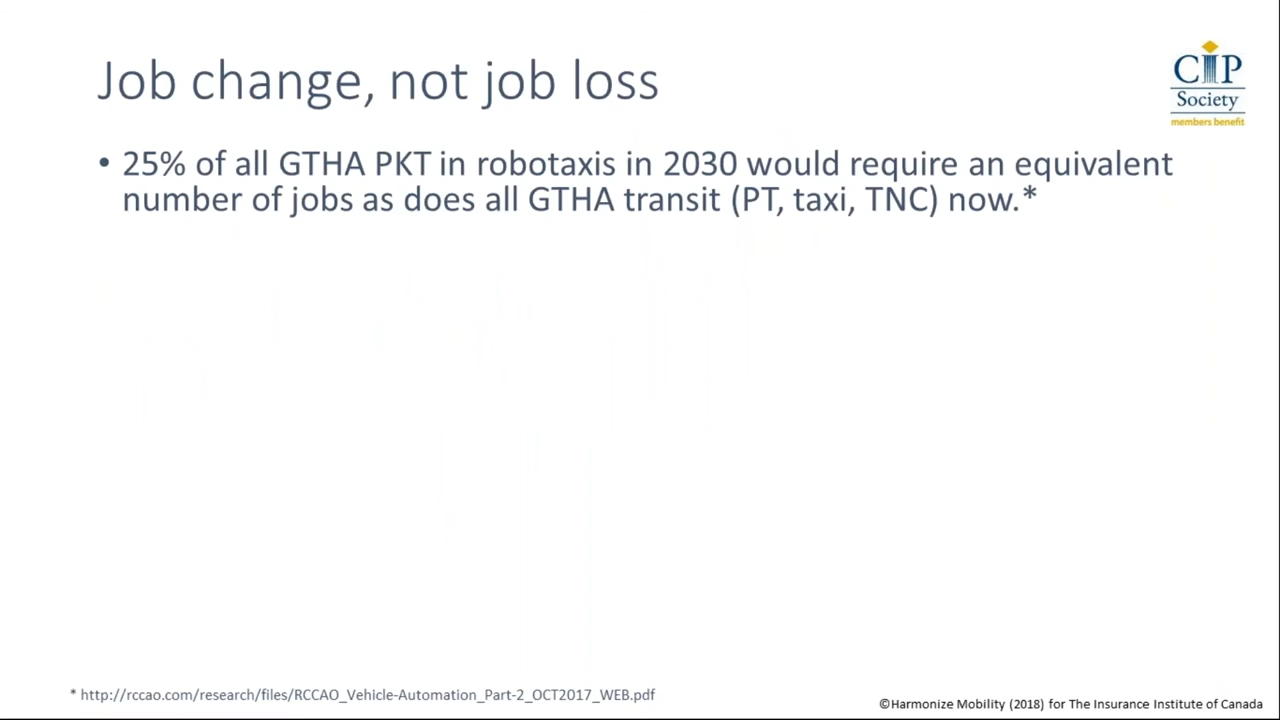 Job change, not job loss
CIP
Society
members benefit
• 25% of all GTHA PKT in robotaxis in 2030 would require an equivalent
number of jobs as does all GTHA transit (PT, taxi, TNC) now.*
* http://rccao.com/research/files/RCCAO_Vehicle-Automation_Part-2_OCT2017_WEB.pdf
©Harmonize Mobility (2018) for The Insurance Institute of Canada